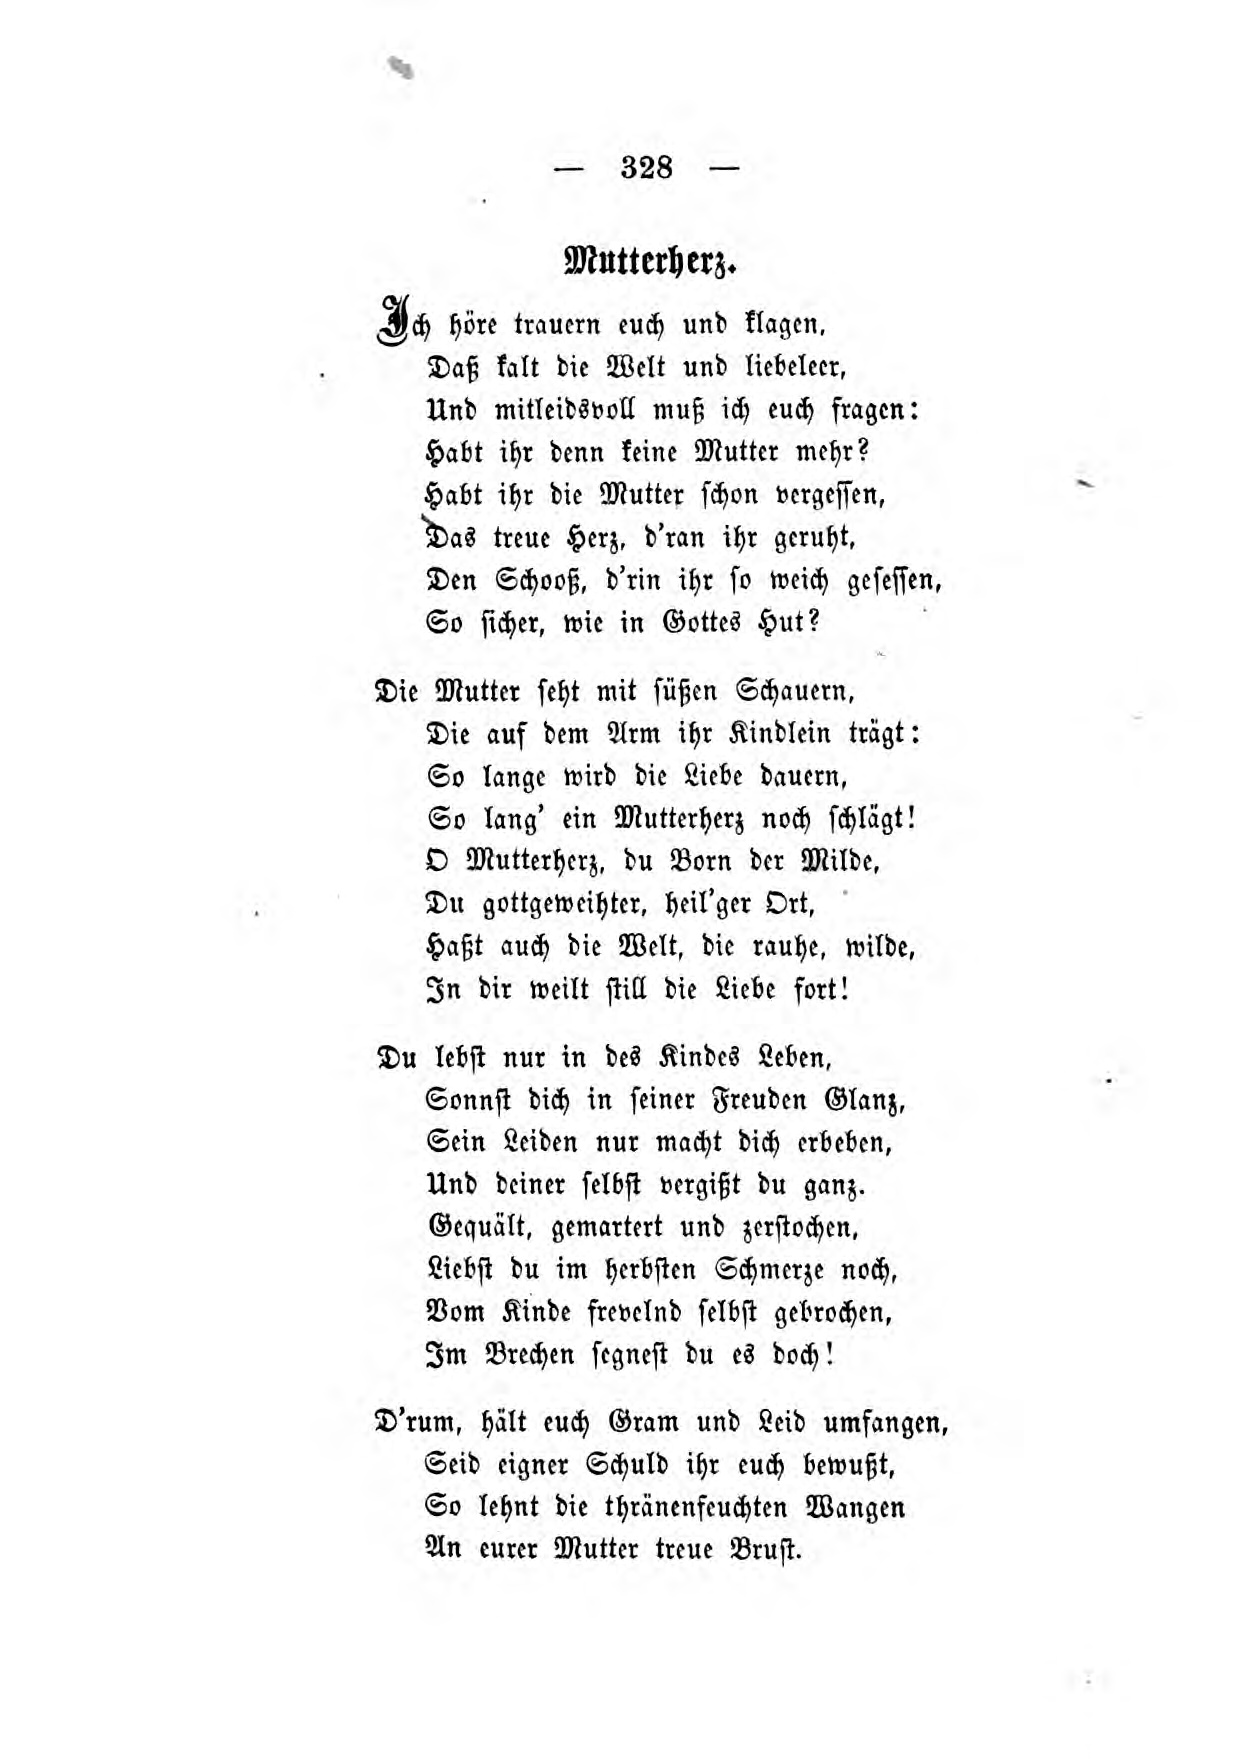 — 328 —
Mutterherz.
Ich höre trauern euch und klagen,
Daß kalt die Welt und liebeleer,
Und mitleidsvoll muß ich euch fragen:
Habt ihr denn keine Mutter mehr?
Habt ihr die Mutter schon vergessen,
Das treue Herz, d'ran ihr geruht,
Den Schooß, d'rin ihr so weich gesessen,
So sicher, wie in Gottes Hut?
Die Mutter seht mit süßen Schauern,
Die auf dem Arm ihr Kindlein trägt:
So lange wird die Liebe dauern,
So lang' ein Mutterherz noch schlägt!
O Mutterherz, du Born der Milde,
Du gottgeweihter, heil'ger Ort,
Haßt auch die Welt, die rauhe, wilde,
In dir weilt still die Liebe fort!
Du lebst nur in des Kindes Leben,
Sonnst dich in seiner Freuden Glanz,
Sein Leiden nur macht dich erbeben,
Und deiner selbst vergißt du ganz.
Gequält, gemartert und zerstochen,
Liebst du im herbsten Schmerze noch,
Vom Kinde frevelnd selbst gebrochen,
Im Brechen segnest du es doch!
D'rum, hält euch Gram und Leid umfangen,
Seid eigner Schuld ihr euch bewußt,
So lehnt die thränenfeuchten Wangen
An eurer Mutter treue Brust.